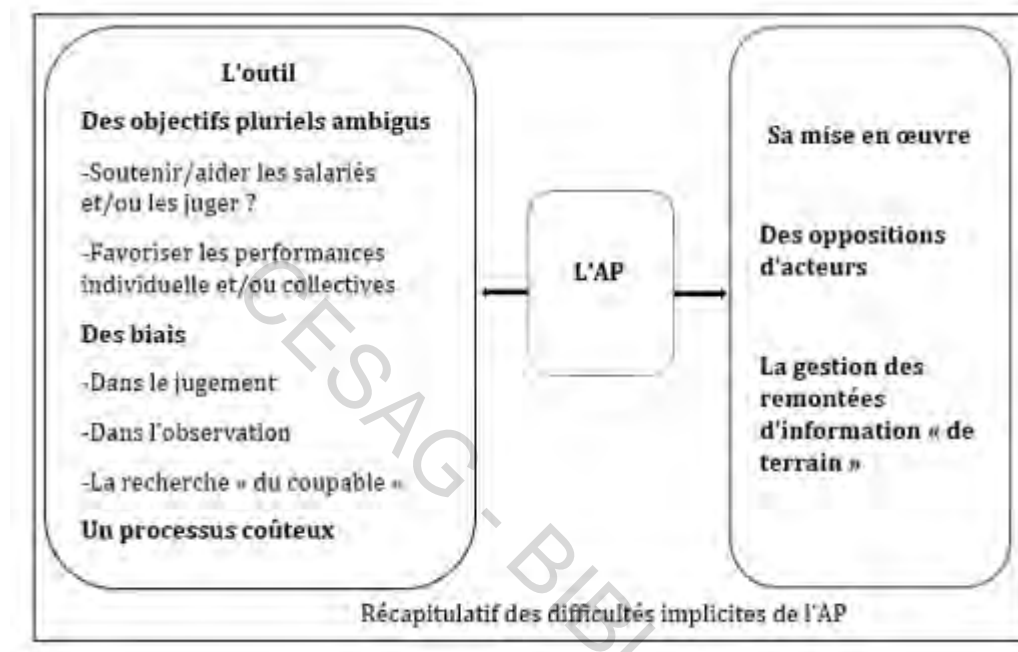 L'outil
Des objectifs pluriels ambigus
-Soutenir/aider les salariés
et/ou les juger ?
-Favoriser les performances
individuelle et/ou collectives
Des biais
-Dans le jugement
-Dans l'observation
-La recherche « du coupable «
Un processus coûteux
L'AP
Sa mise en œuvre
Des oppositions
d'acteurs
La gestion des
remontées
d'information « de
terrain »
Récapitulatif des difficultés implicites de l'AP
CESAG - BIBL